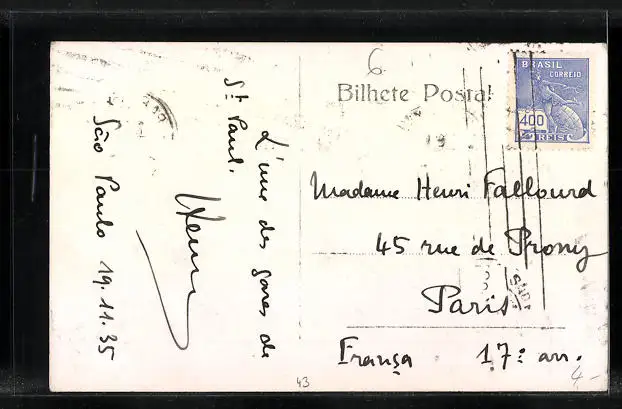 6
Bilhete Postal
BRASIL
CORREIO
400
REIS
L'une des gares de
St Paul.
Henri
São Paulo 19.11.35
Madame Henri Fallourd
45 rue de Prony
Paris
França 17e arr.
43
4-